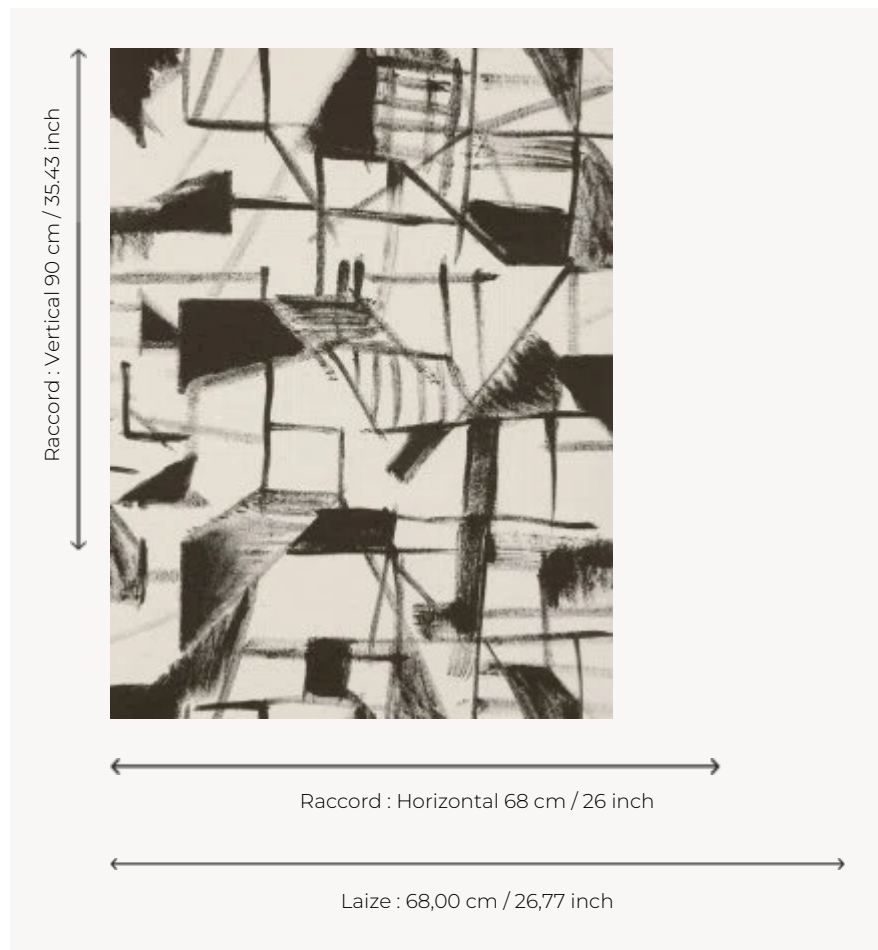 Raccord : Vertical 90 cm / 35.43 inch
Raccord : Horizontal 68 cm / 26 inch
Laize : 68,00 cm / 26,77 inch